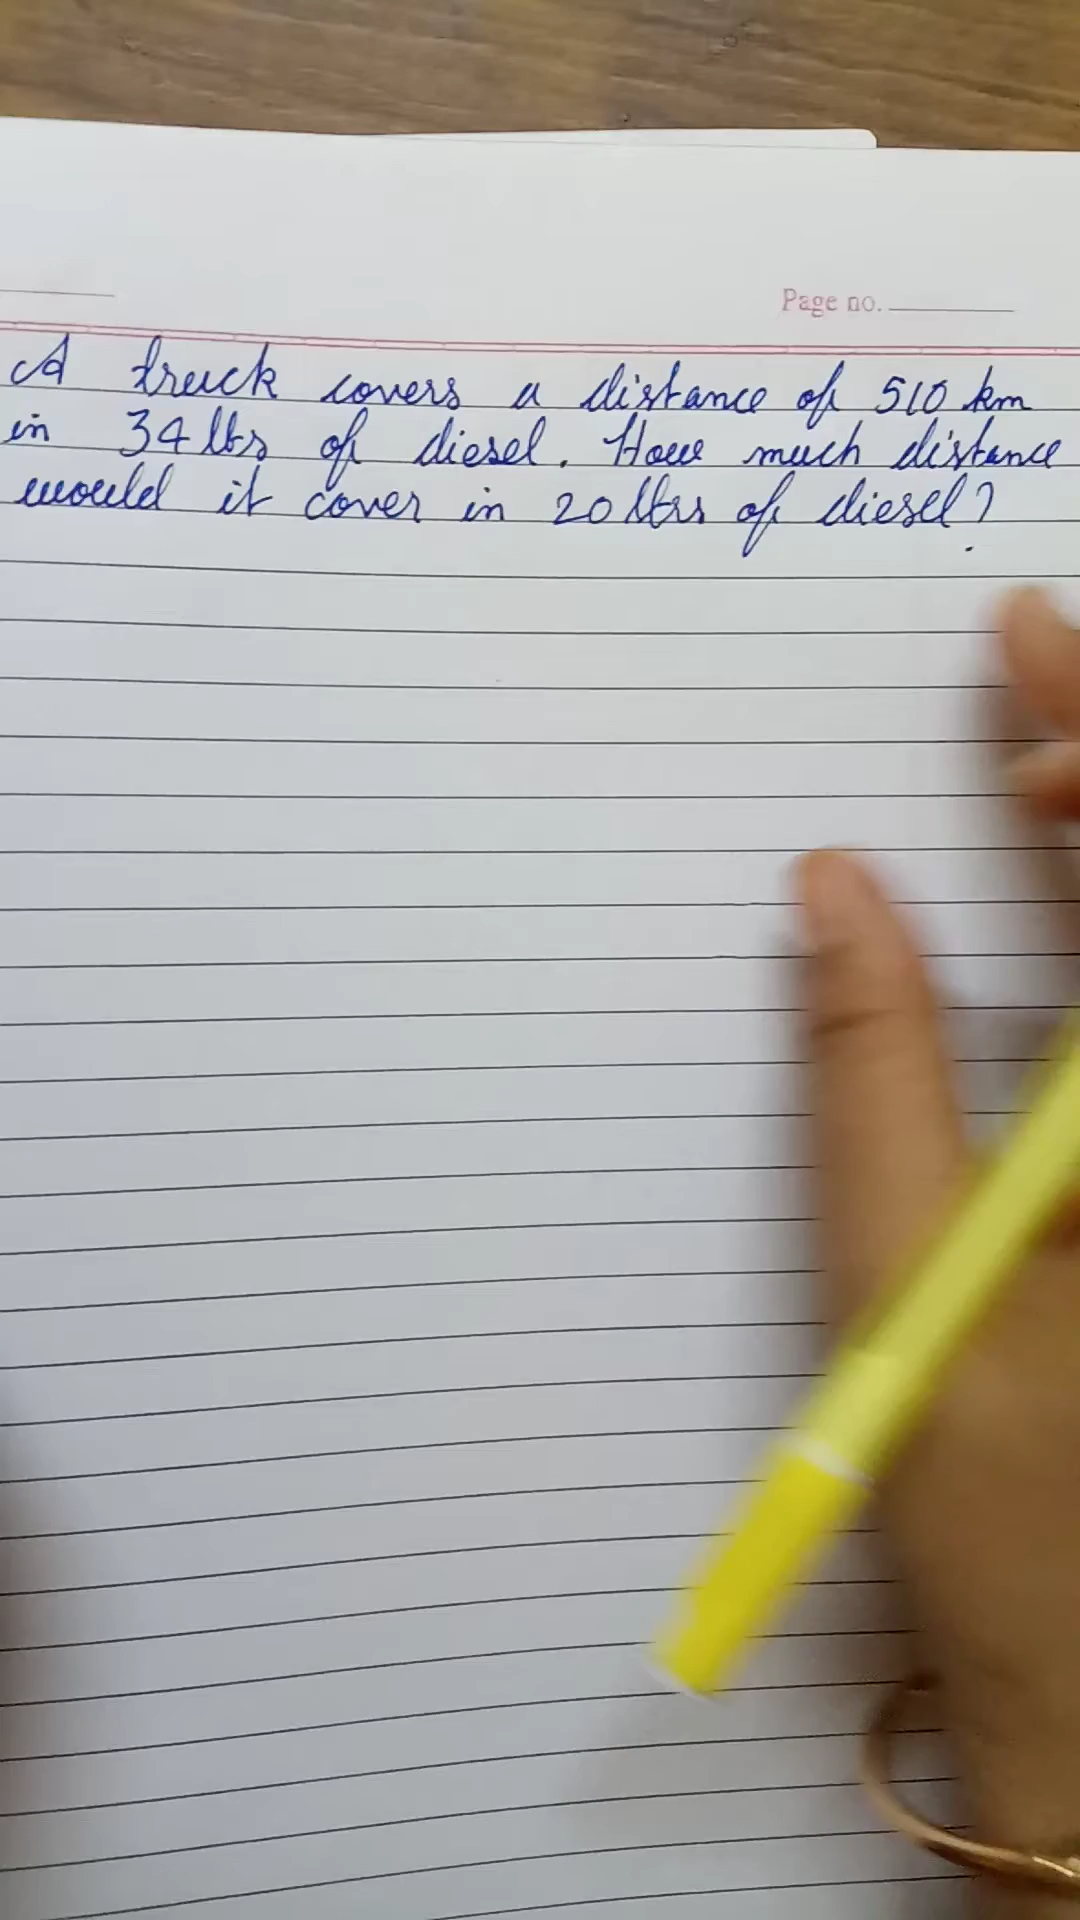 Page no.
A truck covers a distance of 510 km
in 34 ltrs of diesel. How much distance
would it cover in 20 ltrs of diesel?